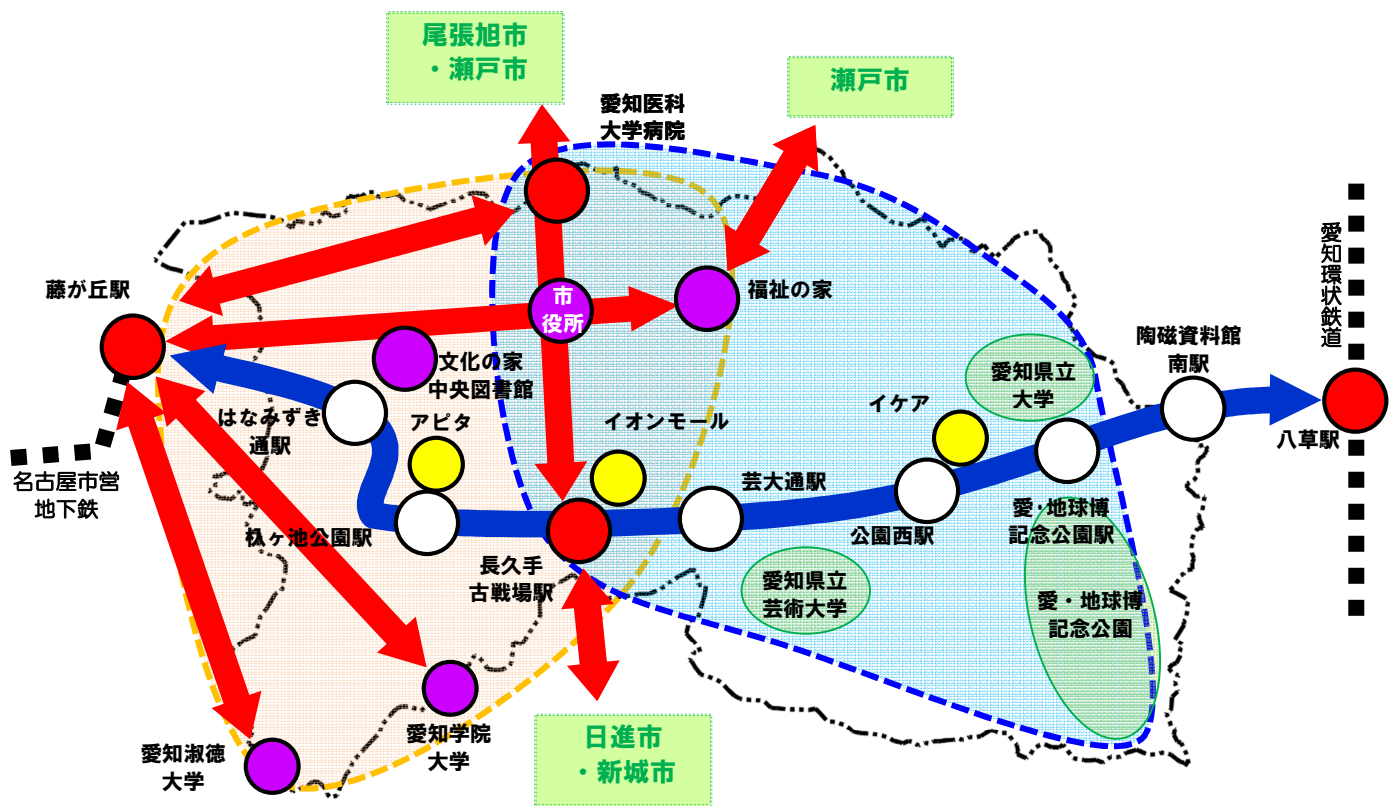 尾張旭市
・瀬戸市
瀬戸市
愛知医科
大学病院
愛知環状鉄道
藤が丘駅
市
役所
福祉の家
陶磁資料館
南駅
文化の家
中央図書館
愛知県立
大学
はなみずき
通駅
アピタ
イオンモール
イケア
八草駅
名古屋市営
地下鉄
芸大通駅
杁ヶ池公園駅
公園西駅
愛・地球博
記念公園駅
長久手
古戦場駅
愛知県立
芸術大学
愛・地球博
記念公園
愛知学院
大学
日進市
・新城市
愛知淑徳
大学